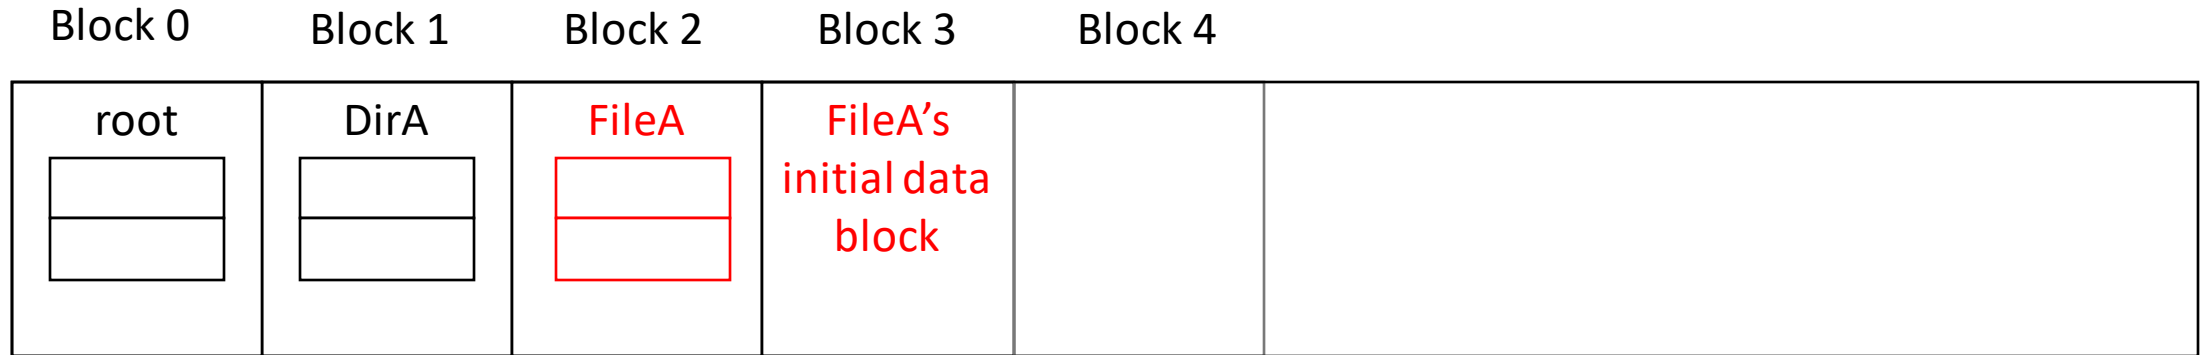 Block 0
Block 1
Block 2
Block 3
Block 4
root
DirA
FileA
FileA’s
initial data
block